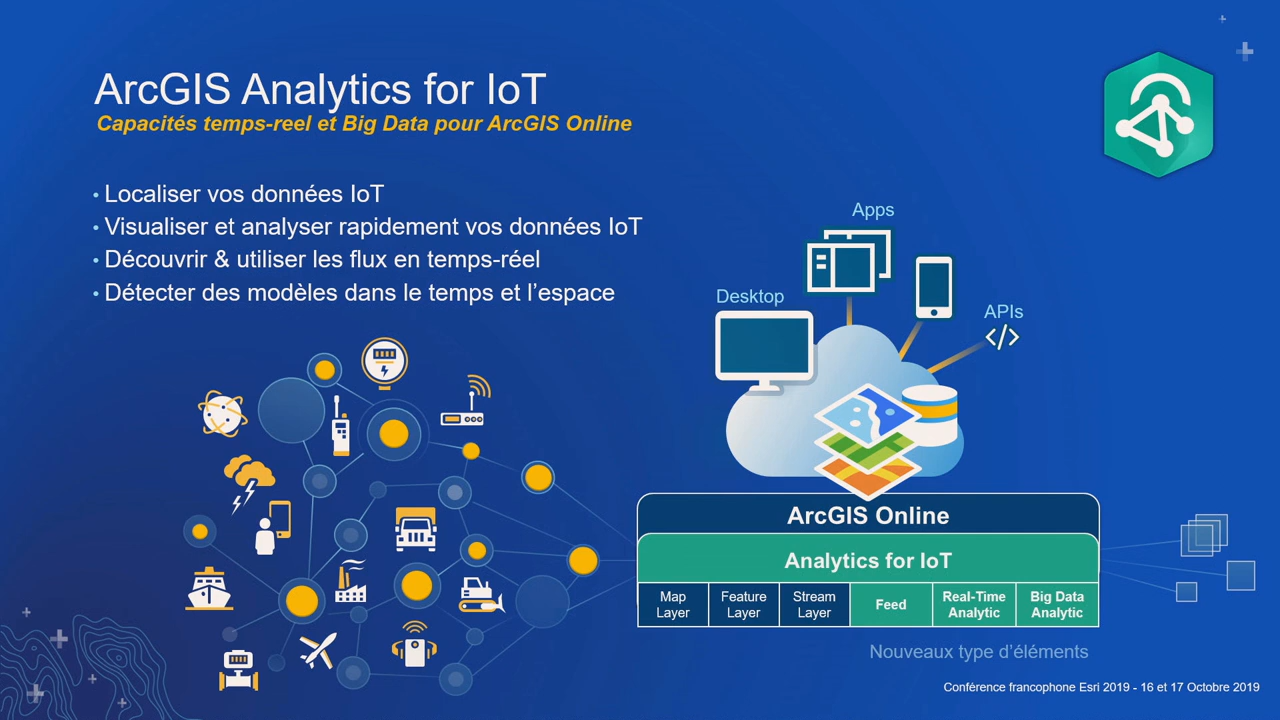 ArcGIS Analytics for IoT
Capacités temps-reel et Big Data pour ArcGIS Online
• Localiser vos données IoT
• Visualiser et analyser rapidement vos données IoT
• Découvrir & utiliser les flux en temps-réel
• Détecter des modèles dans le temps et l’espace
Apps
Desktop
APIs
</>
ArcGIS Online
Analytics for IoT
Map
Layer
Feature
Layer
Stream
Layer
Feed
Real-Time
Analytic
Big Data
Analytic
Nouveaux type d’éléments
Conférence francophone Esri 2019 - 16 et 17 Octobre 2019